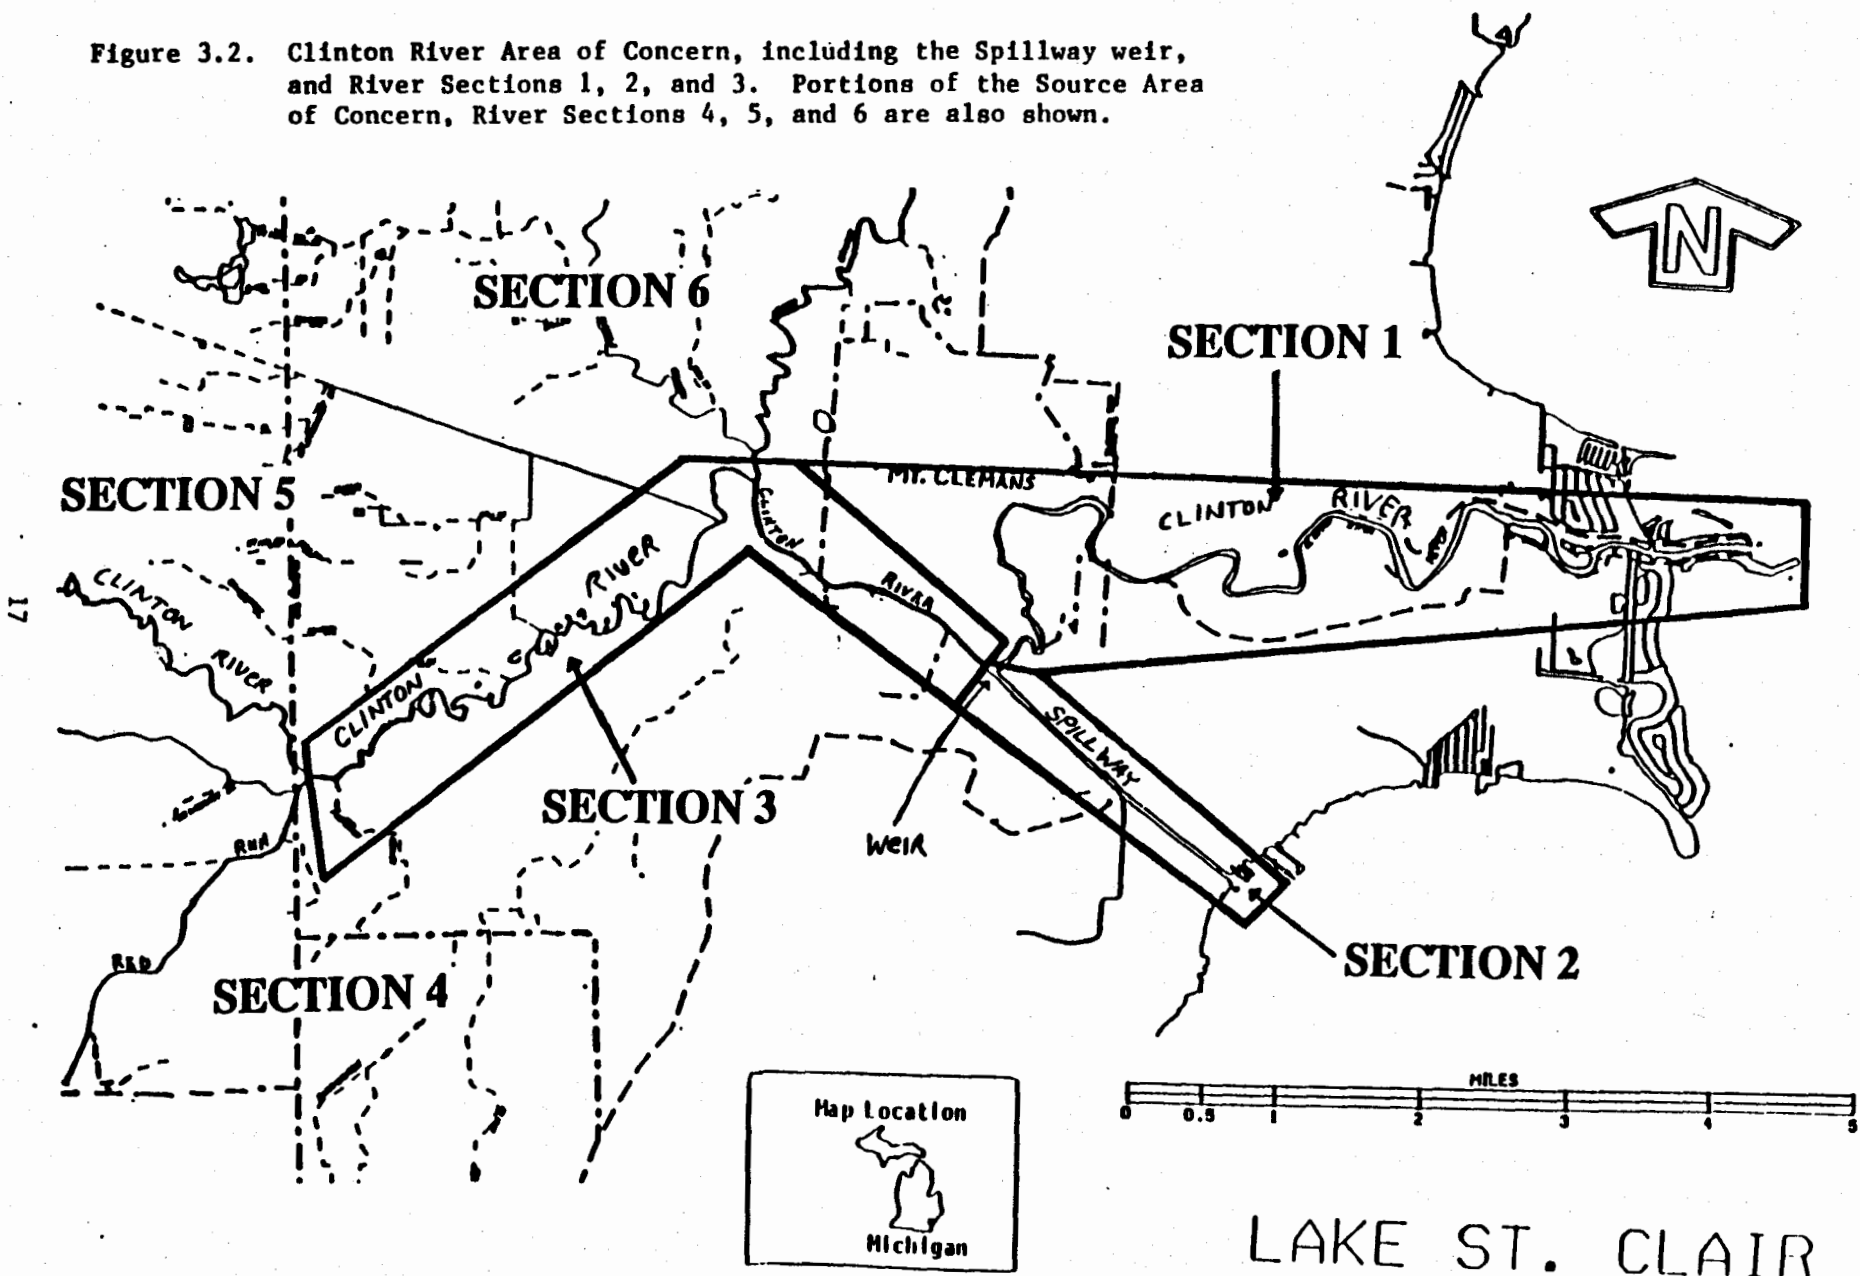 Figure 3.2. Clinton River Area of Concern, including the Spillway weir,
and River Sections 1, 2, and 3. Portions of the Source Area
of Concern, River Sections 4, 5, and 6 are also shown.
N
SECTION 6
SECTION 1
SECTION 5
MT. CLEMANS
CLINTON RIVER
CLINTON RIVER
CLINTON RIVER
CLINTON RIVER
17
SPILLWAY
SECTION 3
WEIR
RUN
RED
SECTION 2
SECTION 4
MILES
0 0.5 1 2 3 4 5
Map Location
Michigan
LAKE ST. CLAIR